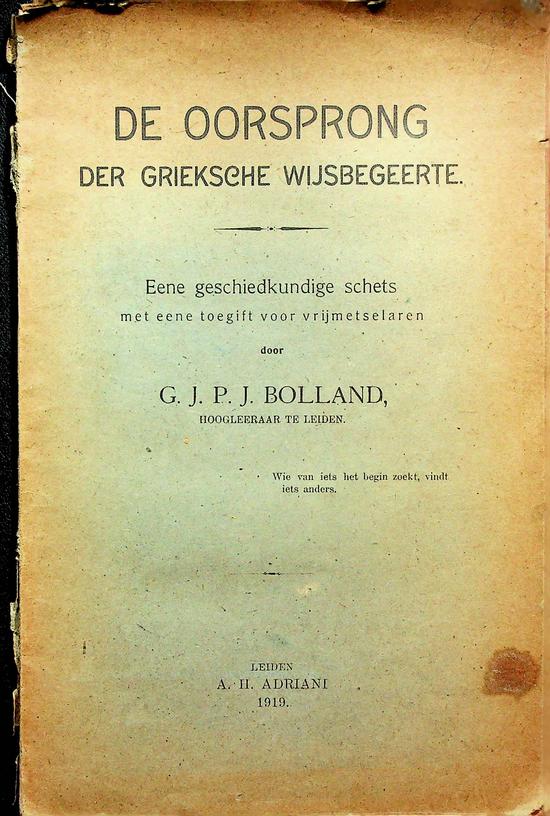 DE OORSPRONG
DER GRIEKSCHE WIJSBEGEERTE.
Eene geschiedkundige schets
met eene toegift voor vrijmetselaren
door
G. J. P. J. BOLLAND,
HOOGLEERAAR TE LEIDEN.
Wie van iets het begin zoekt, vindt
iets anders.
LEIDEN
A. H. ADRIANI
1919.